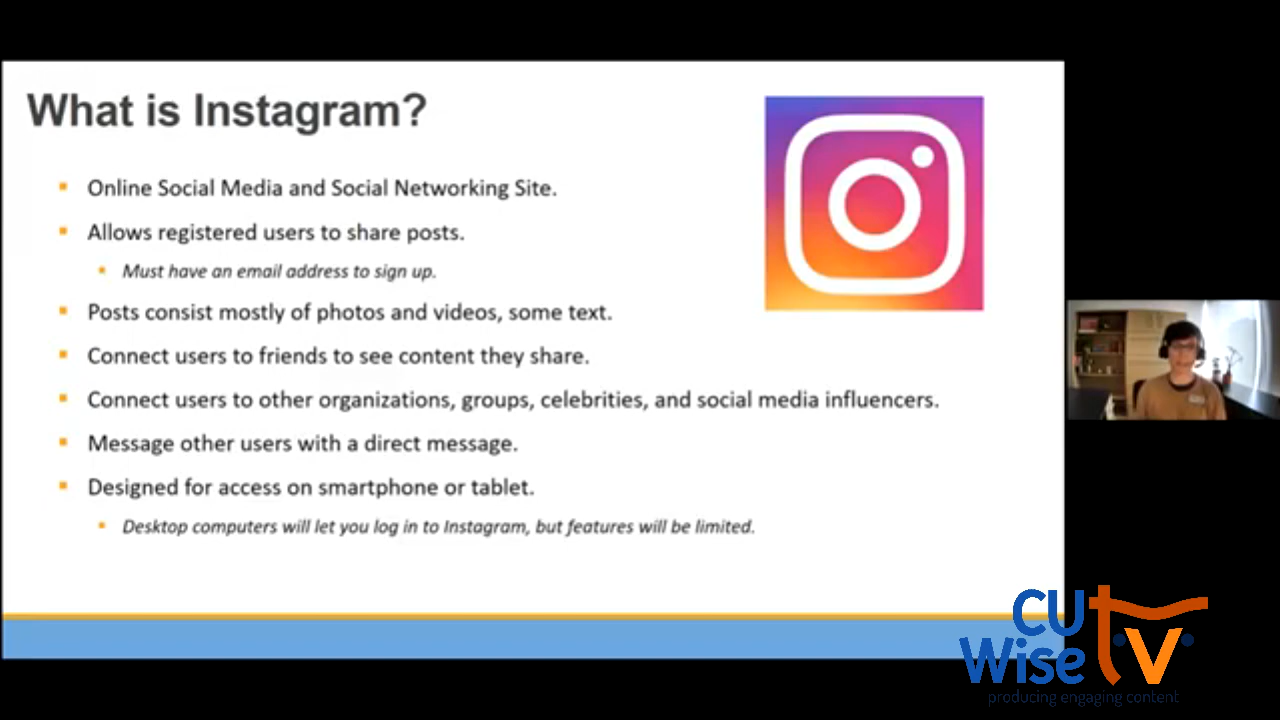 What is Instagram?
Online Social Media and Social Networking Site.
Allows registered users to share posts.
Must have an email address to sign up.
Posts consist mostly of photos and videos, some text.
Connect users to friends to see content they share.
Connect users to other organizations, groups, celebrities, and social media influencers.
Message other users with a direct message.
Designed for access on smartphone or tablet.
Desktop computers will let you log in to Instagram, but features will be limited.
CU
Wise tv
producing engaging content